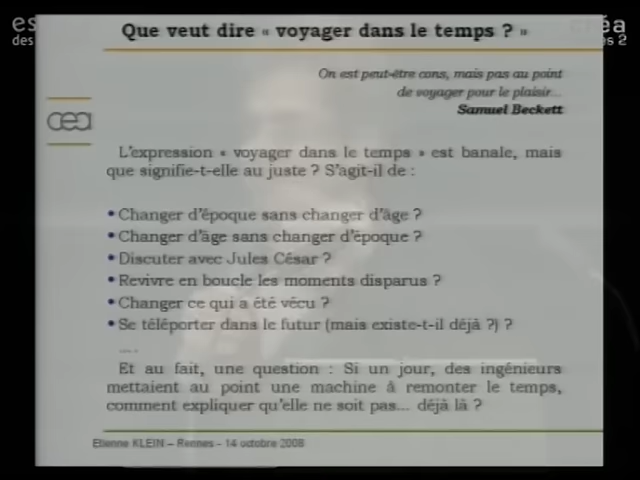 Que veut dire « voyager dans le temps ? »
On est peut-être cons, mais pas au point
de voyager pour le plaisir...
Samuel Beckett
cea
L'expression « voyager dans le temps » est banale, mais
que signifie-t-elle au juste ? S'agit-il de :
• Changer d'époque sans changer d'âge ?
• Changer d'âge sans changer d'époque ?
• Discuter avec Jules César ?
• Revivre en boucle les moments disparus ?
• Changer ce qui a été vécu ?
• Se téléporter dans le futur (mais existe-t-il déjà ?) ?
....
Et au fait, une question : Si un jour, des ingénieurs
mettaient au point une machine à remonter le temps,
comment expliquer qu'elle ne soit pas... déjà là ?
Etienne KLEIN – Rennes - 14 octobre 2008